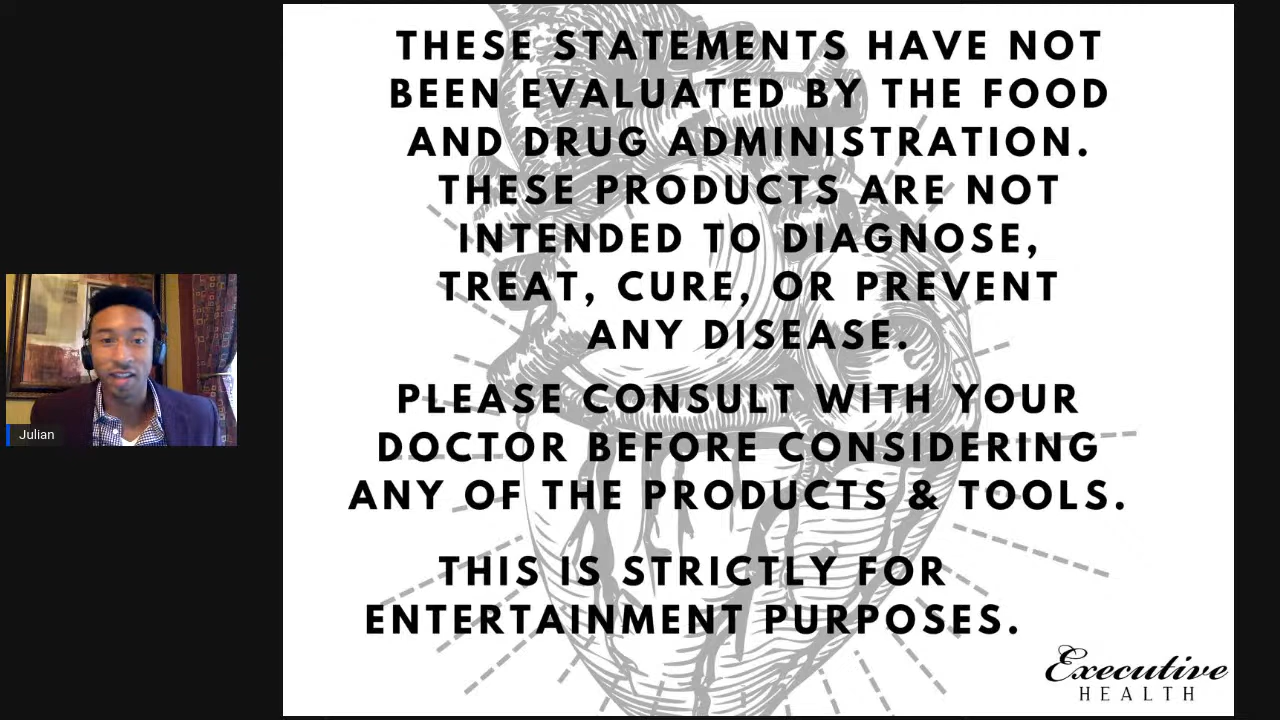 THESE STATEMENTS HAVE NOT
BEEN EVALUATED BY THE FOOD
AND DRUG ADMINISTRATION.
THESE PRODUCTS ARE NOT
INTENDED TO DIAGNOSE,
TREAT, CURE, OR PREVENT
ANY DISEASE.
PLEASE CONSULT WITH YOUR
DOCTOR BEFORE CONSIDERING
ANY OF THE PRODUCTS & TOOLS.
THIS IS STRICTLY FOR
ENTERTAINMENT PURPOSES.
Executive
HEALTH
Julian